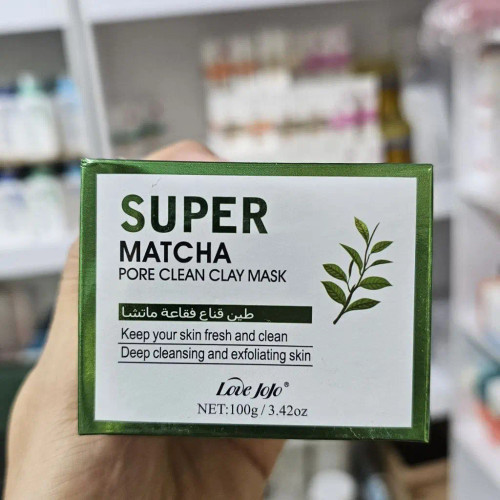 SUPER
MATCHA
PORE CLEAN CLAY MASK
طين قناع فقاعة ماتشا
Keep your skin fresh and clean
Deep cleansing and exfoliating skin
Love JoJo®
NET:100g / 3.42oz